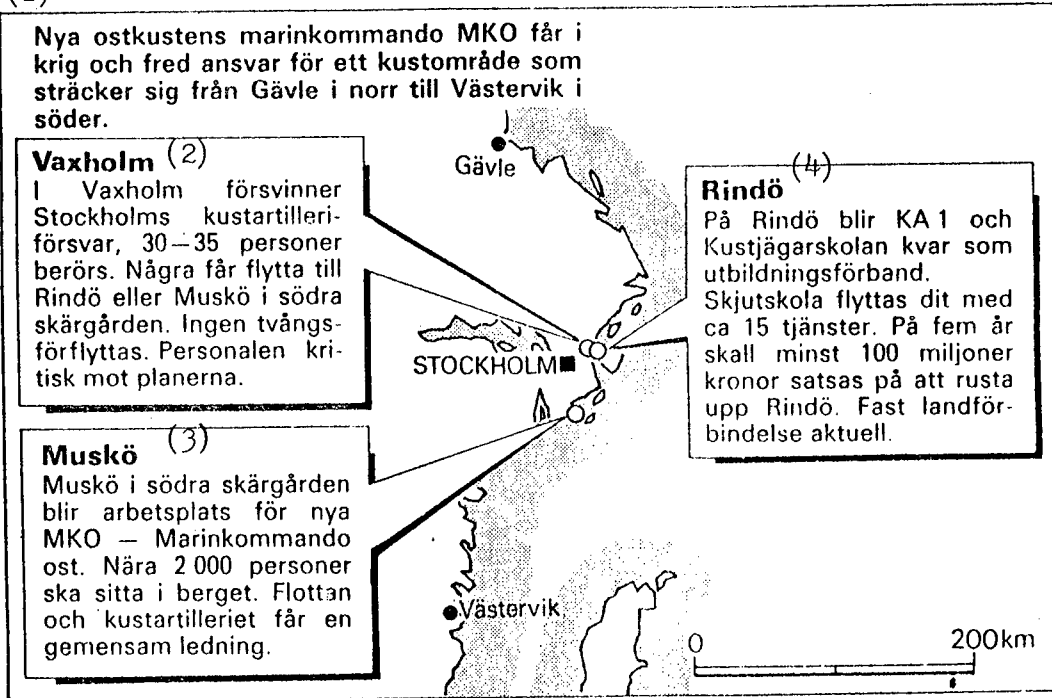 Nya ostkustens marinkommando MKO får i
krig och fred ansvar för ett kustområde som
sträcker sig från Gävle i norr till Västervik i
söder.
Vaxholm (2)
I Vaxholm försvinner
Stockholms kustartilleri-
försvar, 30–35 personer
berörs. Några får flytta till
Rindö eller Muskö i södra
skärgården. Ingen tvångs-
förflyttas. Personalen kri-
tisk mot planerna.
Muskö (3)
Muskö i södra skärgården
blir arbetsplats för nya
MKO — Marinkommando
ost. Nära 2 000 personer
ska sitta i berget. Flottan
och kustartilleriet får en
gemensam ledning.
Gävle
STOCKHOLM
Västervik
(4)
Rindö
På Rindö blir KA 1 och
Kustjägarskolan kvar som
utbildningsförband.
Skjutskola flyttas dit med
ca 15 tjänster. På fem år
skall minst 100 miljoner
kronor satsas på att rusta
upp Rindö. Fast landför-
bindelse aktuell.
0 200km